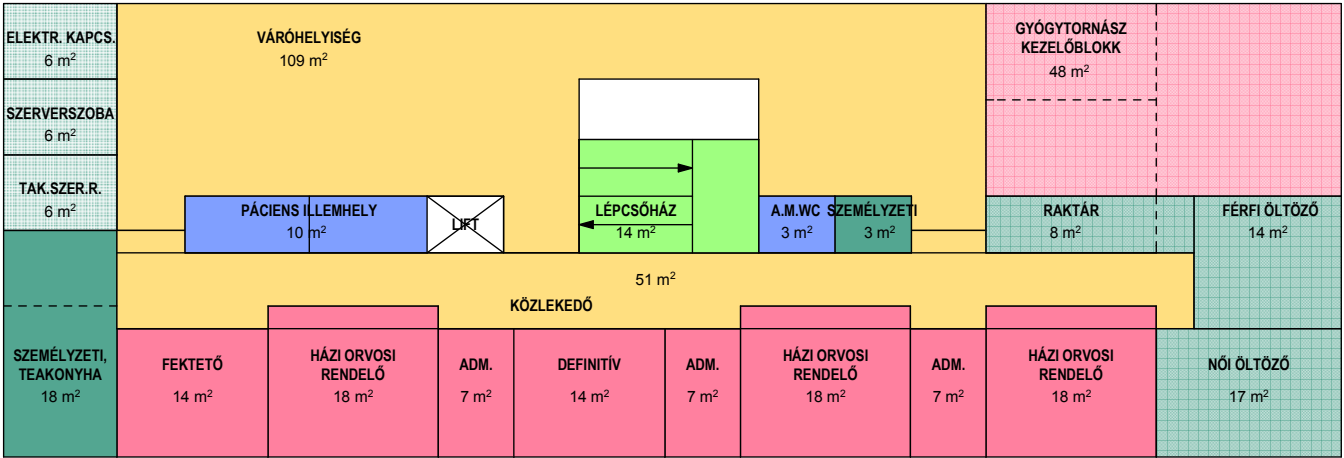 ELEKTR. KAPCS.
6 m²
VÁRÓHELYISÉG
109 m²
GYÓGYTORNÁSZ
KEZELŐBLOKK
48 m²
SZERVERSZOBA
6 m²
TAK.SZER.R.
6 m²
PÁCIENS ILLEMHELY
10 m²
LIFT
LÉPCSŐHÁZ
14 m²
A.M.WC
3 m²
SZEMÉLYZETI
3 m²
RAKTÁR
8 m²
FÉRFI ÖLTÖZŐ
14 m²
51 m²
KÖZLEKEDŐ
SZEMÉLYZETI,
TEAKONYHA
18 m²
FEKTETŐ
14 m²
HÁZI ORVOSI
RENDELŐ
18 m²
ADM.
7 m²
DEFINITÍV
14 m²
ADM.
7 m²
HÁZI ORVOSI
RENDELŐ
18 m²
ADM.
7 m²
HÁZI ORVOSI
RENDELŐ
18 m²
NŐI ÖLTÖZŐ
17 m²